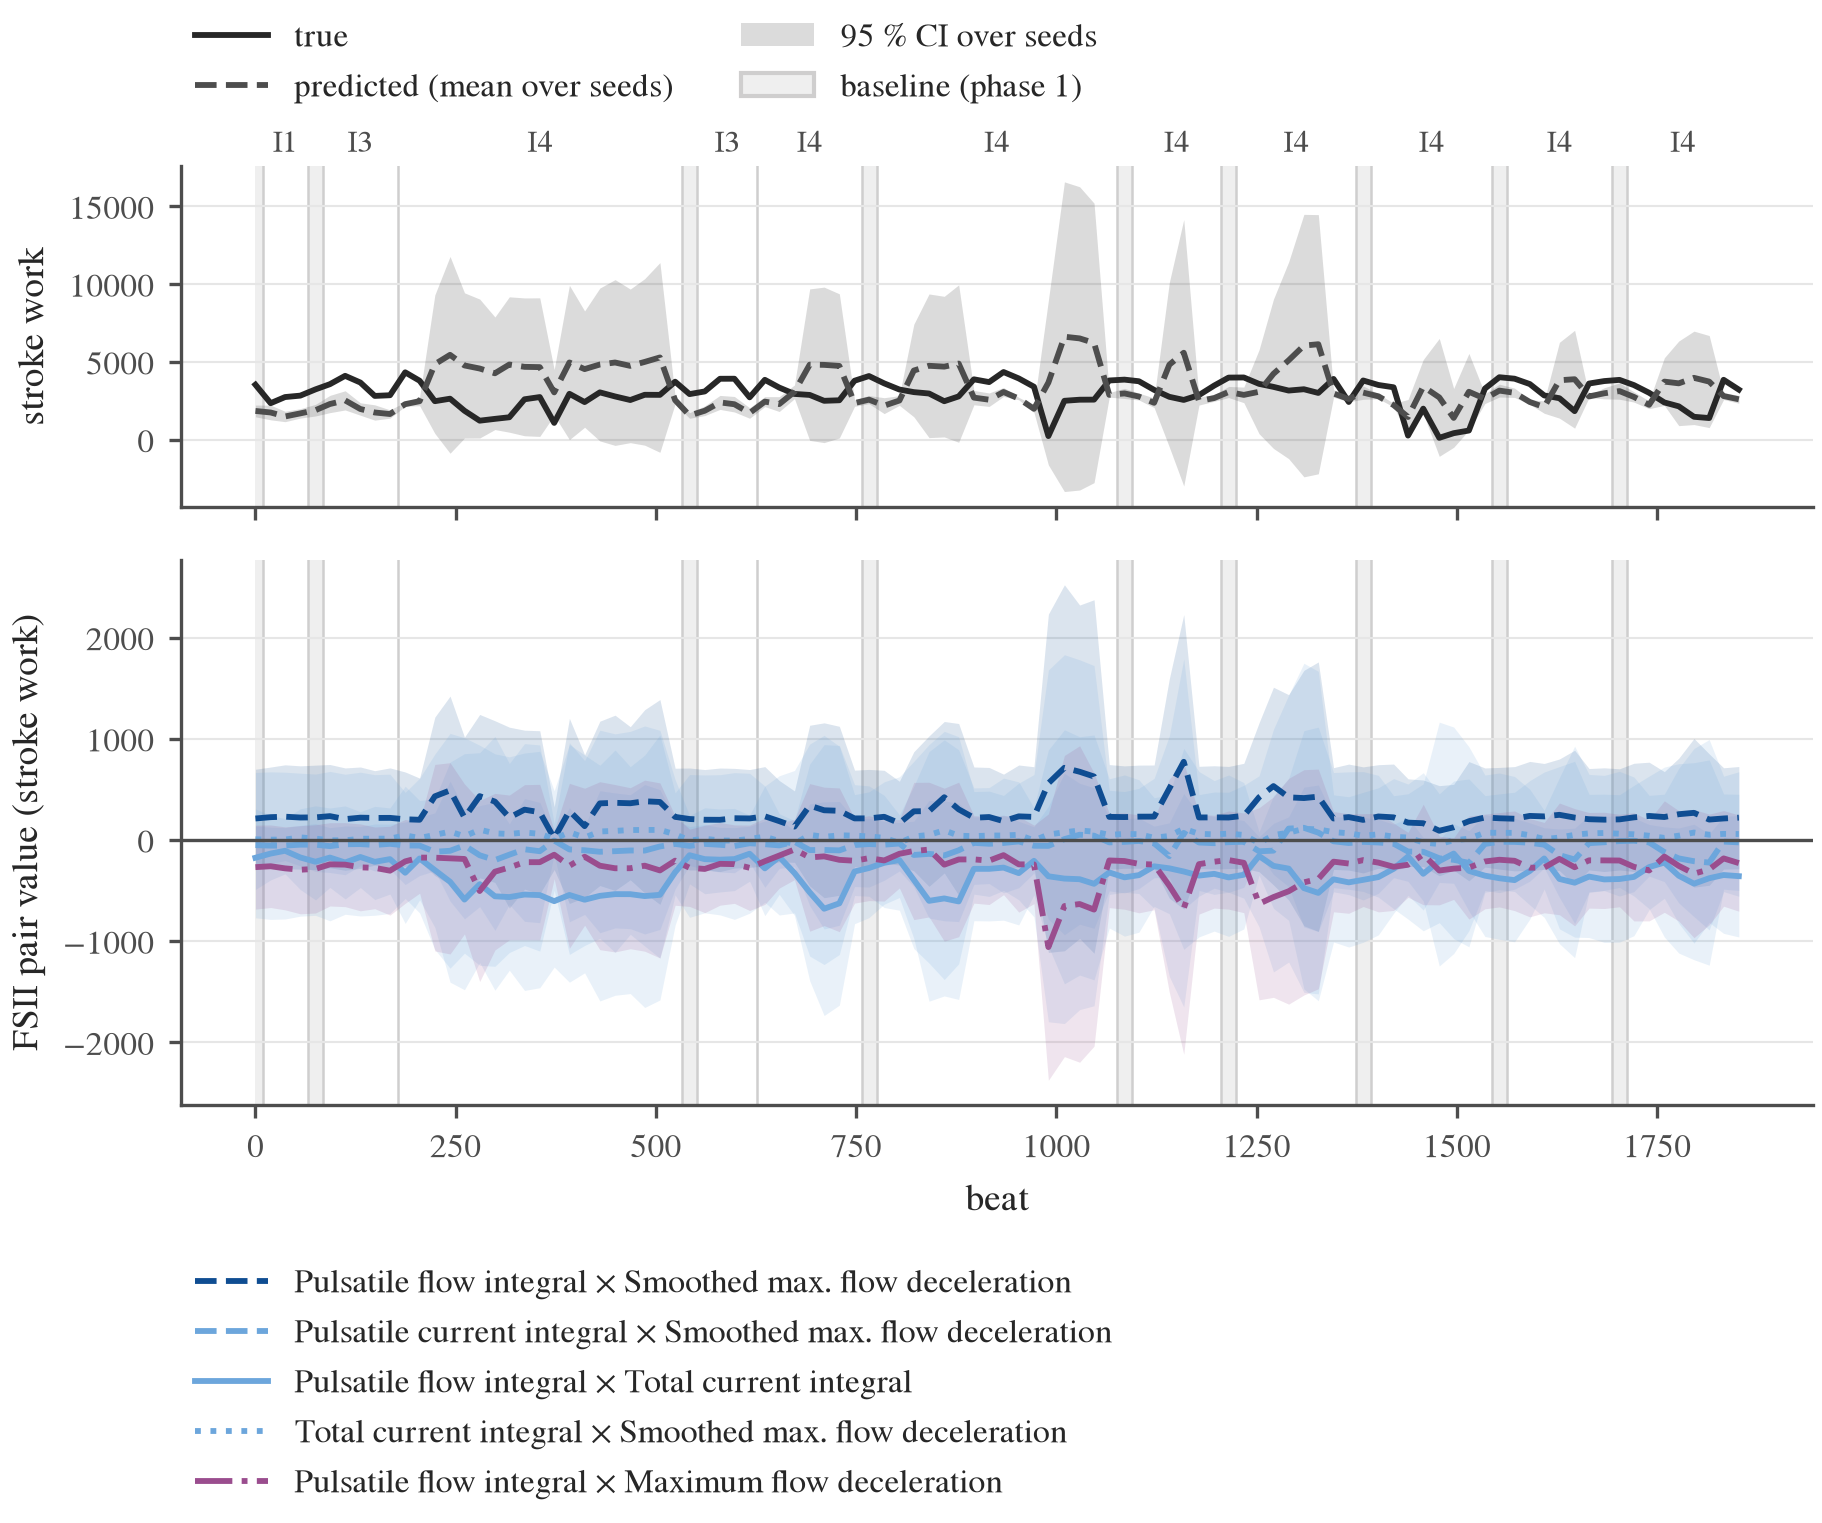 true
95 % CI over seeds
predicted (mean over seeds)
baseline (phase 1)
I1 I3 I4 I3 I4 I4 I4 I4 I4 I4 I4
15000
10000
5000
0
stroke work
2000
1000
0
−1000
−2000
FSII pair value (stroke work)
0 250 500 750 1000 1250 1500 1750
beat
Pulsatile flow integral × Smoothed max. flow deceleration
Pulsatile current integral × Smoothed max. flow deceleration
Pulsatile flow integral × Total current integral
Total current integral × Smoothed max. flow deceleration
Pulsatile flow integral × Maximum flow deceleration